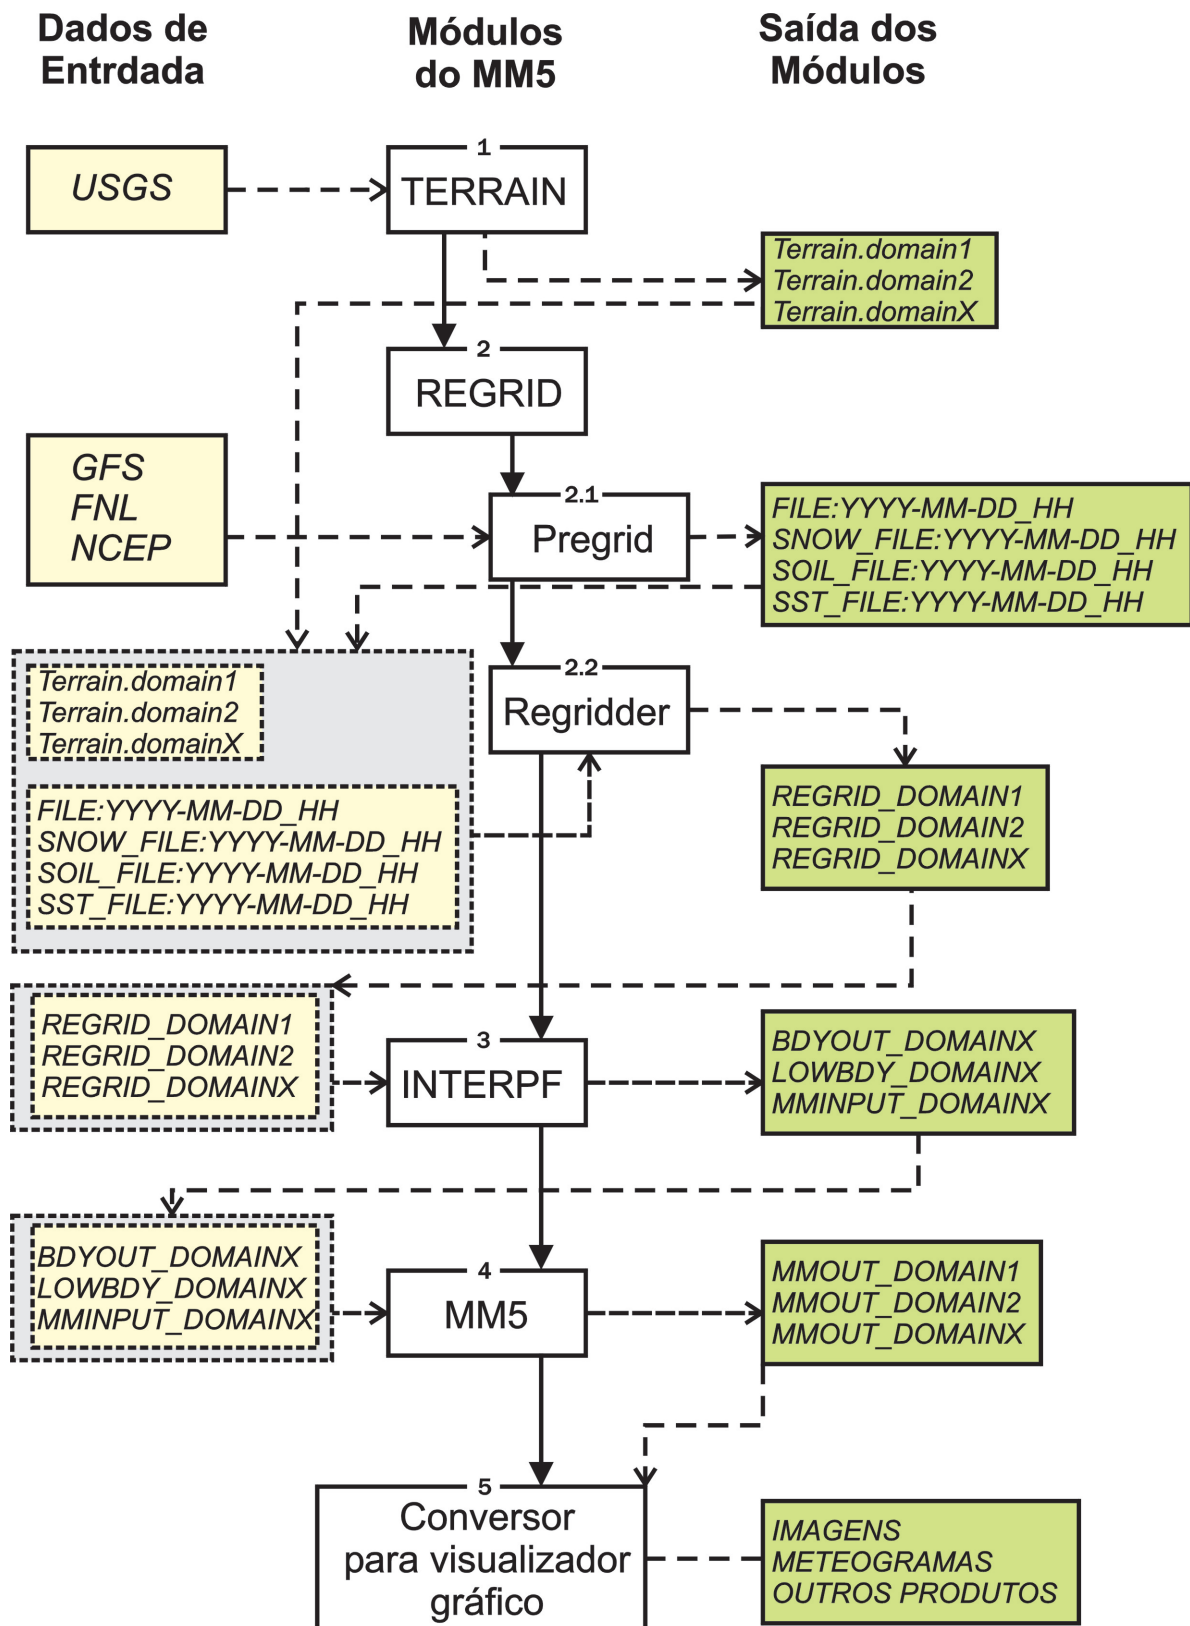 Dados de
Entrdada
Módulos
do MM5
Saída dos
Módulos
USGS
1
TERRAIN
Terrain.domain1
Terrain.domain2
Terrain.domainX
2
REGRID
GFS
FNL
NCEP
2.1
Pregrid
FILE:YYYY-MM-DD_HH
SNOW_FILE:YYYY-MM-DD_HH
SOIL_FILE:YYYY-MM-DD_HH
SST_FILE:YYYY-MM-DD_HH
Terrain.domain1
Terrain.domain2
Terrain.domainX
FILE:YYYY-MM-DD_HH
SNOW_FILE:YYYY-MM-DD_HH
SOIL_FILE:YYYY-MM-DD_HH
SST_FILE:YYYY-MM-DD_HH
2.2
Regridder
REGRID_DOMAIN1
REGRID_DOMAIN2
REGRID_DOMAINX
REGRID_DOMAIN1
REGRID_DOMAIN2
REGRID_DOMAINX
3
INTERPF
BDYOUT_DOMAINX
LOWBDY_DOMAINX
MMINPUT_DOMAINX
BDYOUT_DOMAINX
LOWBDY_DOMAINX
MMINPUT_DOMAINX
4
MM5
MMOUT_DOMAIN1
MMOUT_DOMAIN2
MMOUT_DOMAINX
5
Conversor
para visualizador
gráfico
IMAGENS
METEOGRAMAS
OUTROS PRODUTOS